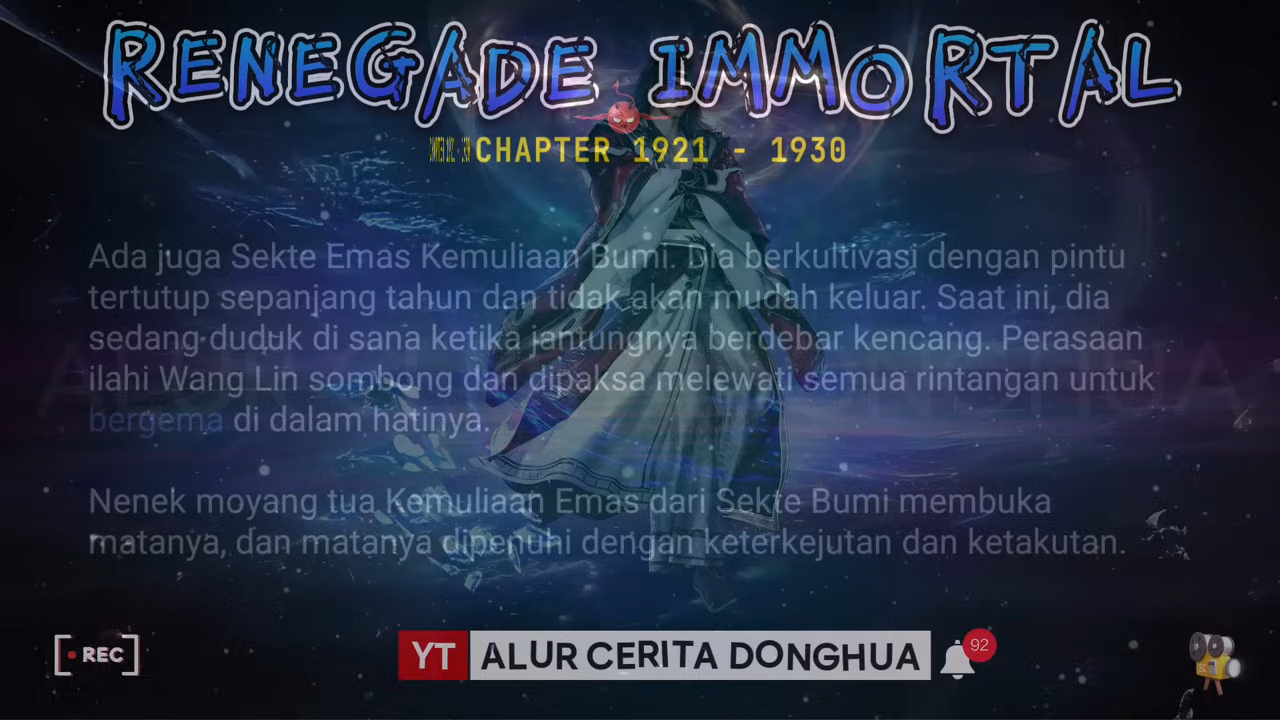 RENEGADE IMMORTAL
CHAPTER 1921 - 1930
Ada juga Sekte Emas Kemuliaan Bumi. Dia berkultivasi dengan pintu
tertutup sepanjang tahun dan tidak akan mudah keluar. Saat ini, dia
sedang duduk di sana ketika jantungnya berdebar kencang. Perasaan
ilahi Wang Lin sombong dan dipaksa melewati semua rintangan untuk
bergema di dalam hatinya.
Nenek moyang tua Kemuliaan Emas dari Sekte Bumi membuka
matanya, dan matanya dipenuhi dengan keterkejutan dan ketakutan.
REC
YT ALUR CERITA DONGHUA 92